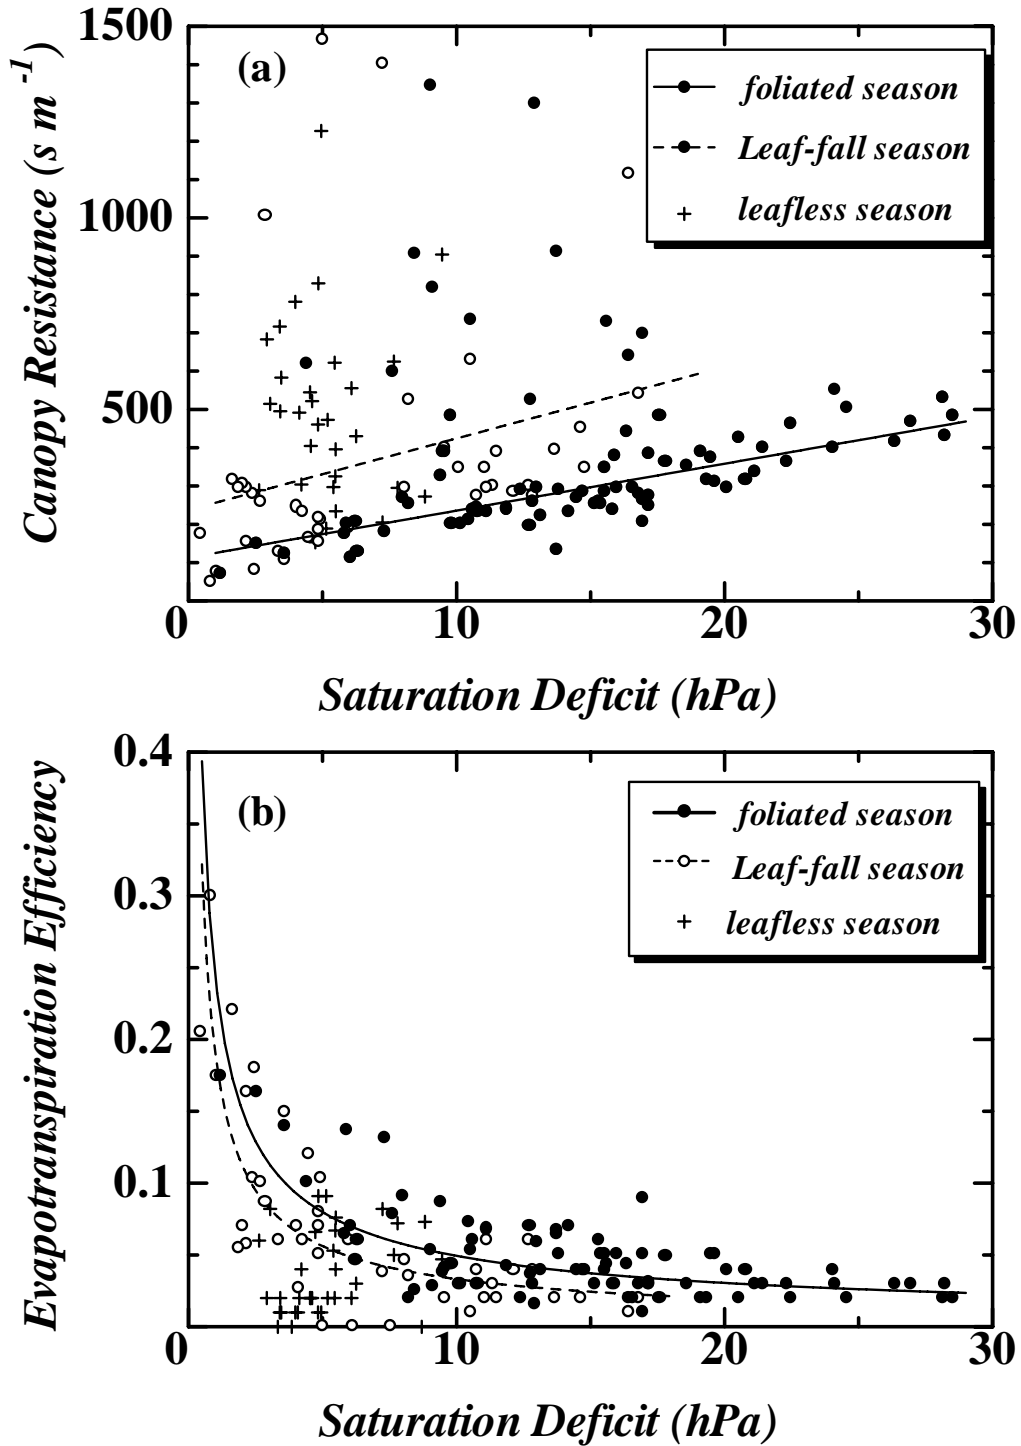 1500
(a)
foliated season
Leaf-fall season
leafless season
1000
500
Canopy Resistance (s m -1)
0 10 20 30
Saturation Deficit (hPa)
0.4
(b)
foliated season
Leaf-fall season
leafless season
0.3
0.2
0.1
Evapotranspiration Efficiency
0 10 20 30
Saturation Deficit (hPa)